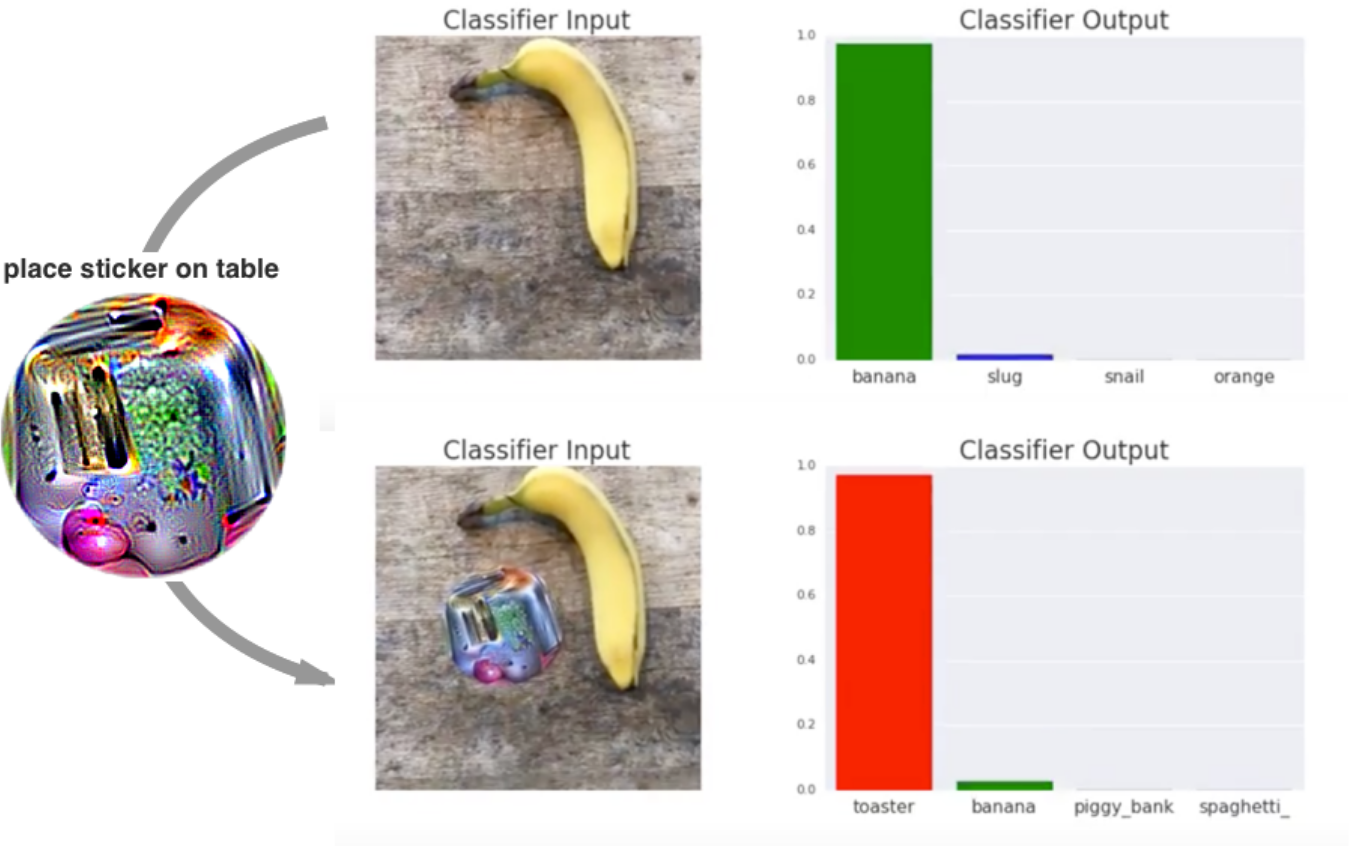 Classifier Input
Classifier Output
1.0
0.8
0.6
0.4
0.2
0.0
banana slug snail orange
place sticker on table
Classifier Input
Classifier Output
1.0
0.8
0.6
0.4
0.2
0.0
toaster banana piggy_bank spaghetti_